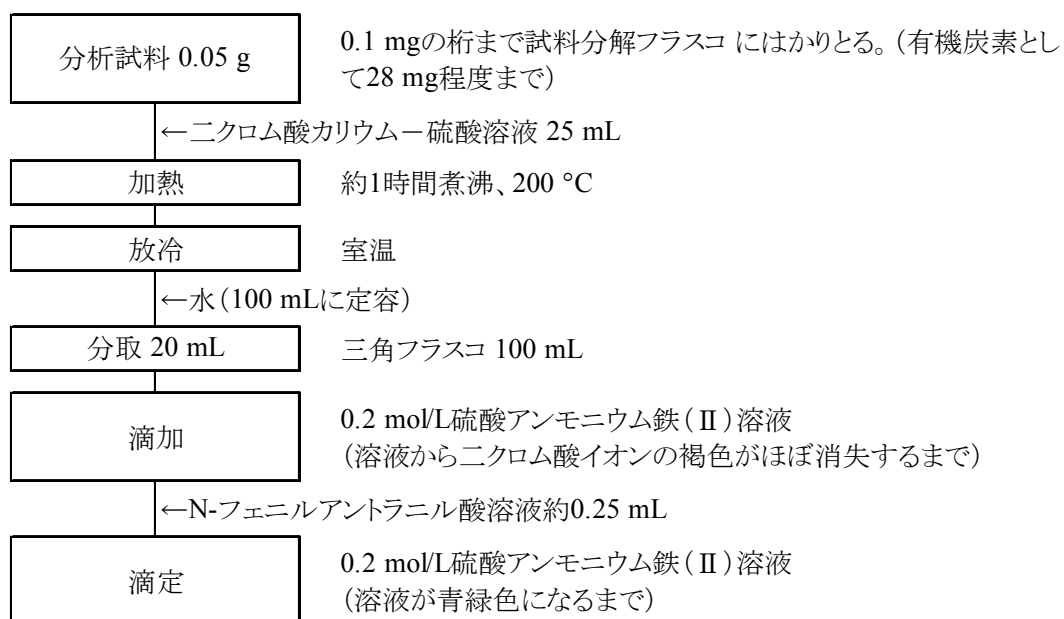 分析試料 0.05 g
0.1 mgの桁まで試料分解フラスコ にはかりとる。（有機炭素とし
て28 mg程度まで）
←二クロム酸カリウム－硫酸溶液 25 mL
加熱
約1時間煮沸、200 °C
放冷
室温
←水（100 mLに定容）
分取 20 mL
三角フラスコ 100 mL
滴加
0.2 mol/L硫酸アンモニウム鉄（Ⅱ）溶液
（溶液から二クロム酸イオンの褐色がほぼ消失するまで）
←N-フェニルアントラニル酸溶液約0.25 mL
滴定
0.2 mol/L硫酸アンモニウム鉄（Ⅱ）溶液
（溶液が青緑色になるまで）